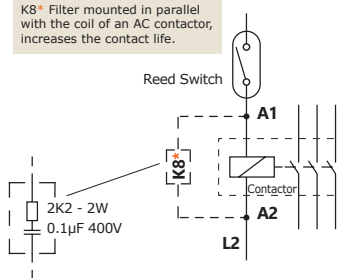 K8* Filter mounted in parallel
with the coil of an AC contactor,
increases the contact life.
Reed Switch
A1
K8*
Contactor
2K2 - 2W
0.1µF 400V
A2
L2